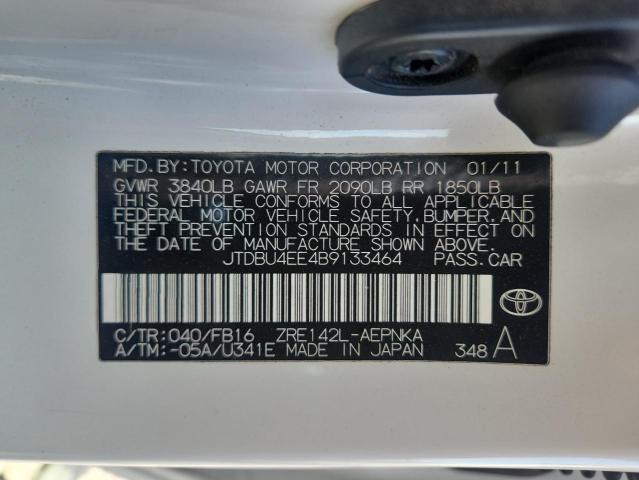 MFD.BY:TOYOTA MOTOR CORPORATION 01/11
GVWR 3840LB GAWR FR 2090LB RR 1850LB
THIS VEHICLE CONFORMS TO ALL APPLICABLE
FEDERAL MOTOR VEHICLE SAFETY,BUMPER,AND
THEFT PREVENTION STANDARDS IN EFFECT ON
THE DATE OF MANUFACTURE SHOWN ABOVE.
JTDBU4EE4B9133464 PASS.CAR
C/TR:040/FB16 ZRE142L-AEPNKA
A/TM:-05A/U341E MADE IN JAPAN 348 A